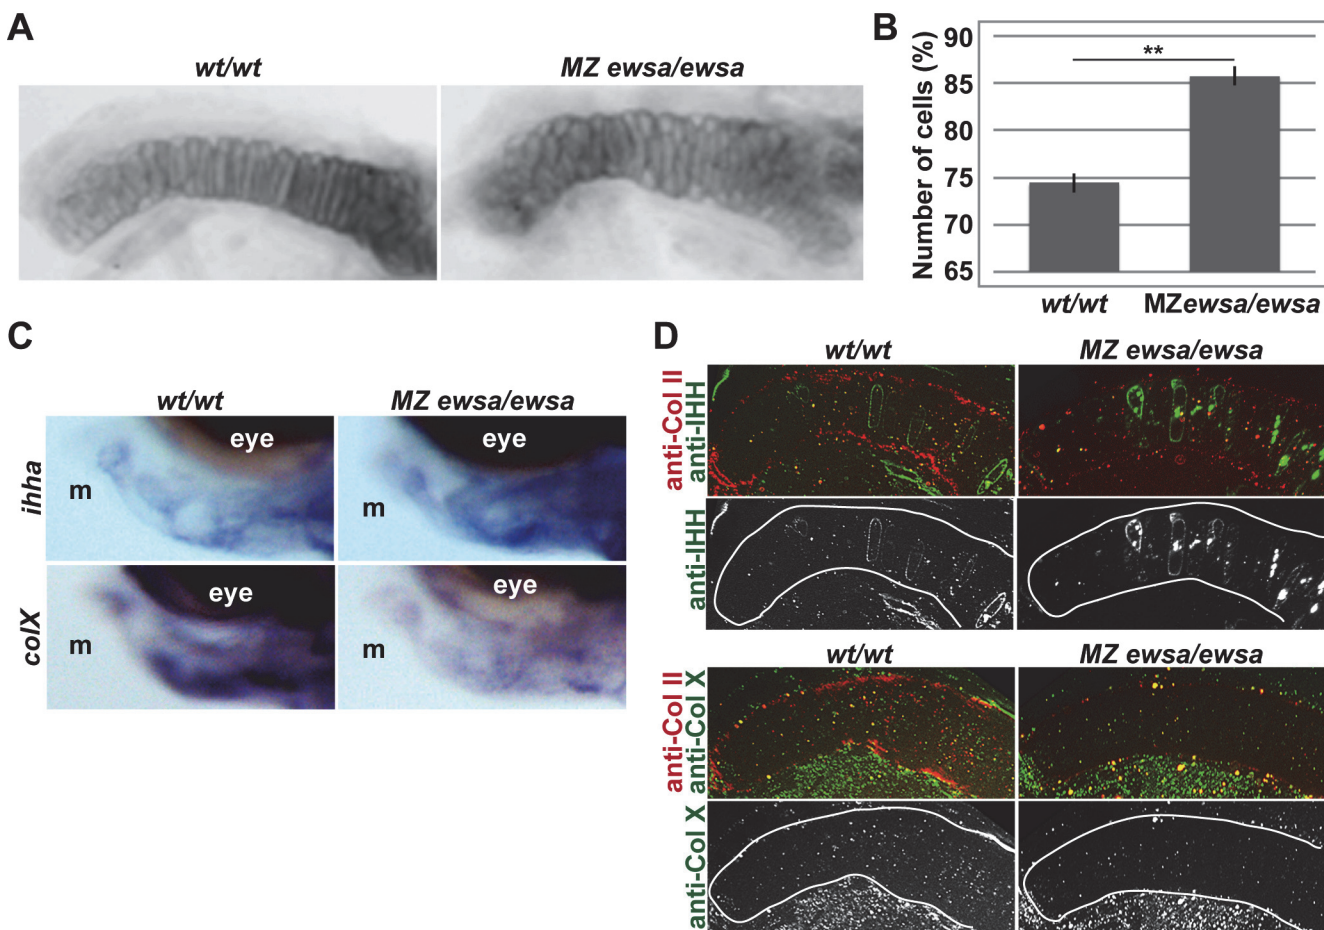 A
wt/wt MZ ewsa/ewsa
B
Number of cells (%)
90
85
80
75
70
65
**
wt/wt MZewsa/ewsa
C
wt/wt MZ ewsa/ewsa
ihha
eye eye
m m
colX
eye eye
m m
D
wt/wt MZ ewsa/ewsa
anti-Col II
anti-IHH
anti-IHH
wt/wt MZ ewsa/ewsa
anti-Col II
anti-Col X
anti-Col X